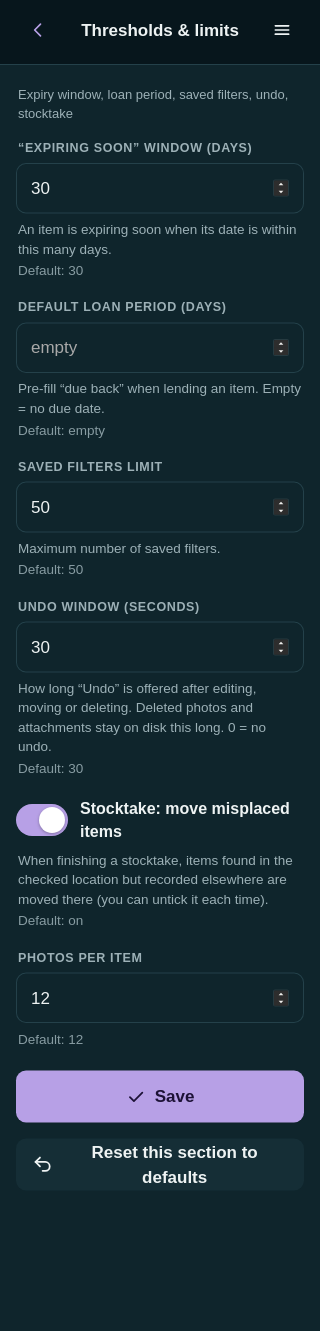 Thresholds & limits
Expiry window, loan period, saved filters, undo,
stocktake
“EXPIRING SOON” WINDOW (DAYS)
30
An item is expiring soon when its date is within
this many days.
Default: 30
DEFAULT LOAN PERIOD (DAYS)
empty
Pre-fill “due back” when lending an item. Empty
= no due date.
Default: empty
SAVED FILTERS LIMIT
50
Maximum number of saved filters.
Default: 50
UNDO WINDOW (SECONDS)
30
How long “Undo” is offered after editing,
moving or deleting. Deleted photos and
attachments stay on disk this long. 0 = no
undo.
Default: 30
Stocktake: move misplaced
items
When finishing a stocktake, items found in the
checked location but recorded elsewhere are
moved there (you can untick it each time).
Default: on
PHOTOS PER ITEM
12
Default: 12
Save
Reset this section to
defaults